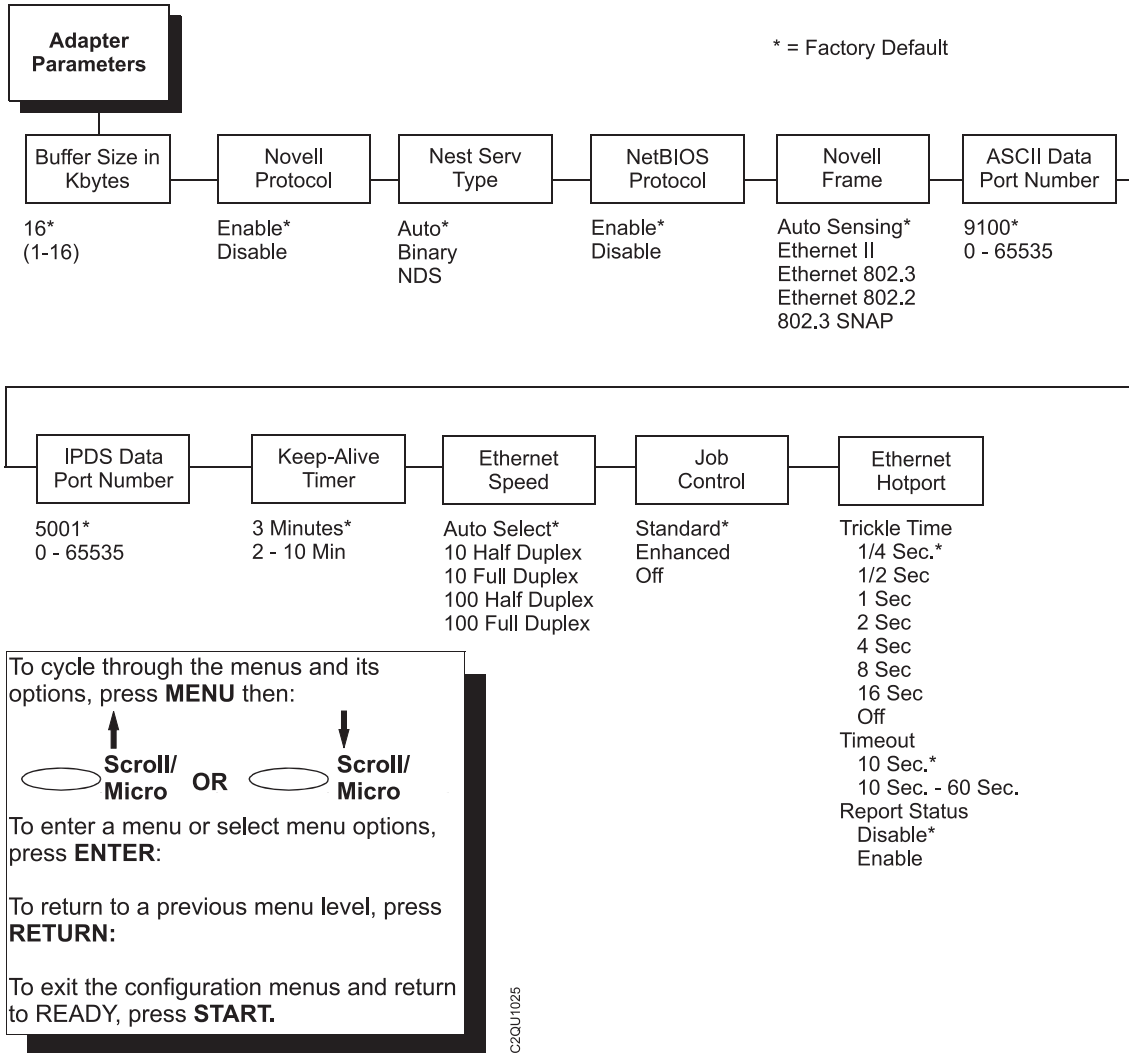 Adapter
Parameters
* = Factory Default
Buffer Size in
Kbytes
16*
(1-16)
Novell
Protocol
Enable*
Disable
Nest Serv
Type
Auto*
Binary
NDS
NetBIOS
Protocol
Enable*
Disable
Novell
Frame
Auto Sensing*
Ethernet II
Ethernet 802.3
Ethernet 802.2
802.3 SNAP
ASCII Data
Port Number
9100*
0 - 65535
IPDS Data
Port Number
5001*
0 - 65535
Keep-Alive
Timer
3 Minutes*
2 - 10 Min
Ethernet
Speed
Auto Select*
10 Half Duplex
10 Full Duplex
100 Half Duplex
100 Full Duplex
Job
Control
Standard*
Enhanced
Off
Ethernet
Hotport
Trickle Time
1/4 Sec.*
1/2 Sec
1 Sec
2 Sec
4 Sec
8 Sec
16 Sec
Off
Timeout
10 Sec.*
10 Sec. - 60 Sec.
Report Status
Disable*
Enable
To cycle through the menus and its
options, press MENU then:
Scroll/
Micro
OR
Scroll/
Micro
To enter a menu or select menu options,
press ENTER:
To return to a previous menu level, press
RETURN:
To exit the configuration menus and return
to READY, press START.
C2QU1025